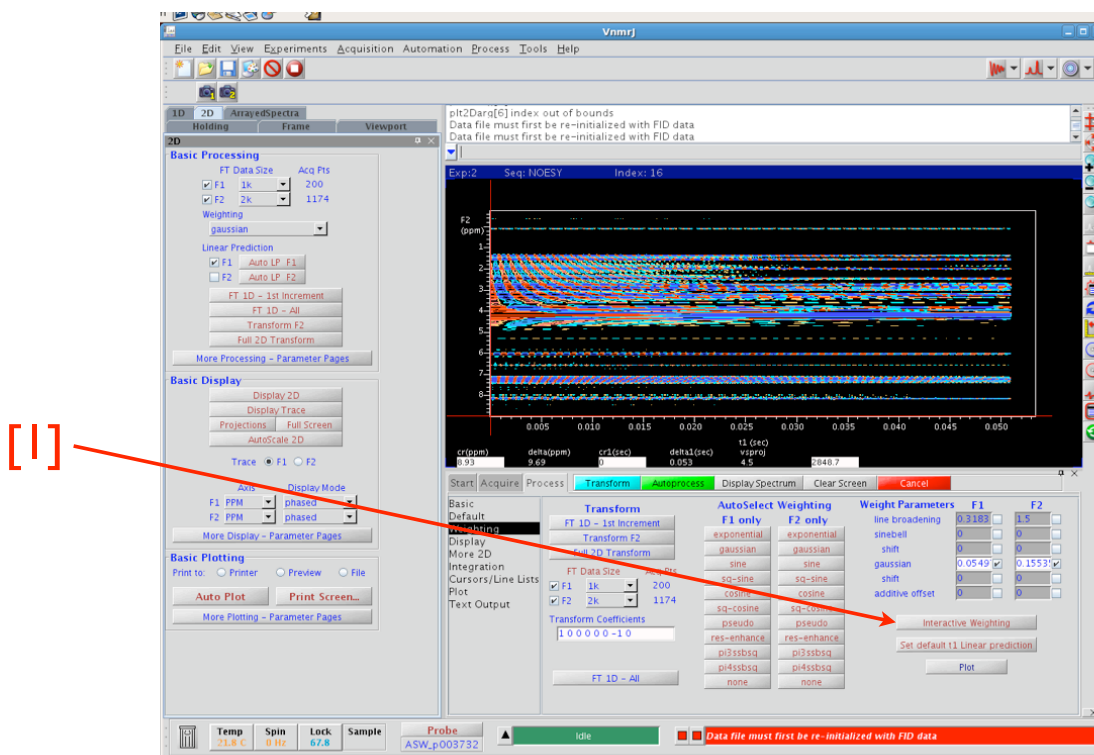 VnmrJ
File Edit View Experiments Acquisition Automation Process Tools Help
1D 2D ArrayedSpectra
Holding Frame Viewport
2D
Basic Processing
FT Data Size Acq Pts
F1 1k 200
F2 2k 1174
Weighting
gaussian
Linear Prediction
F1 Auto LP F1
F2 Auto LP F2
FT 1D - 1st Increment
FT 1D - All
Transform F2
Full 2D Transform
More Processing - Parameter Pages
Basic Display
Display 2D
Display Trace
Projections Full Screen
AutoScale 2D
Trace F1 F2
Axis Display Mode
F1 PPM phased
F2 PPM phased
More Display - Parameter Pages
Basic Plotting
Print to: Printer Preview File
Auto Plot Print Screen...
More Plotting - Parameter Pages
plt2Darg[6] index out of bounds
Data file must first be re-initialized with FID data
Data file must first be re-initialized with FID data
Exp:2 Seq: NOESY Index: 16
F2
(ppm)
1
2
3
4
5
6
7
8
0.005 0.010 0.015 0.020 0.025 0.030 0.035 0.040 0.045 0.050
t1 (sec)
cr(ppm) delta(ppm) cr1(sec) delta1(sec) vsproj
8.93 9.69 0 0.053 4.5 2848.7
[1]
Start Acquire Process Transform Autoprocess Display Spectrum Clear Screen Cancel
Basic
Default
Weighting
Display
More 2D
Integration
Cursors/Line Lists
Plot
Text Output
Transform
FT 1D - 1st Increment
Transform F2
Full 2D Transform
FT Data Size Acq Pts
F1 1k 200
F2 2k 1174
Transform Coefficients
1 0 0 0 0 0 -1 0
FT 1D - All
AutoSelect Weighting
F1 only F2 only
exponential exponential
gaussian gaussian
sine sine
sq-sine sq-sine
cosine cosine
sq-cosine sq-cosine
pseudo pseudo
res-enhance res-enhance
pi3ssbsq pi3ssbsq
pi4ssbsq pi4ssbsq
none none
Weight Parameters F1 F2
line broadening 0.3183 1.5
sinebell 0 0
shift 0 0
gaussian 0.0549 0.1553
shift 0 0
additive offset 0 0
Interactive Weighting
Set default t1 Linear prediction
Plot
Temp Spin Lock Sample
21.8 C 0 Hz 67.8
Probe
ASW_p003732
Idle
Data file must first be re-initialized with FID data